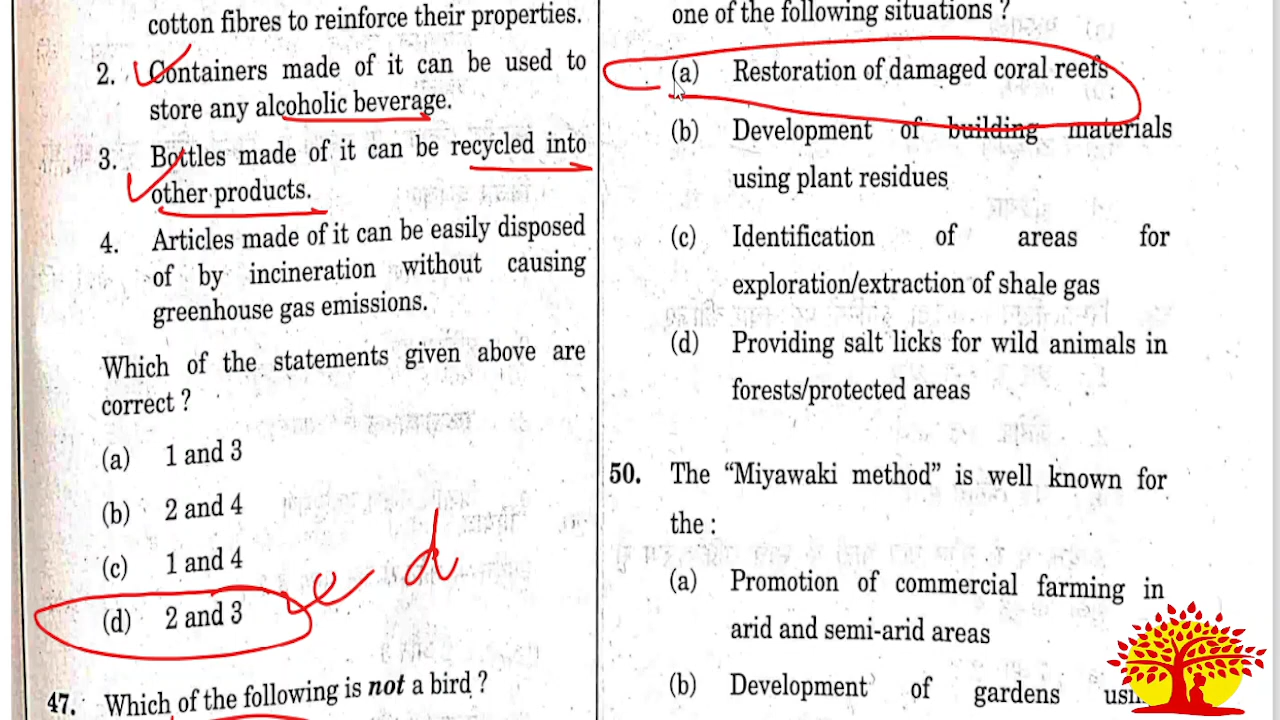 cotton fibres to reinforce their properties.
2. Containers made of it can be used to
store any alcoholic beverage.
3. Bottles made of it can be recycled into
other products.
4. Articles made of it can be easily disposed
of by incineration without causing
greenhouse gas emissions.
Which of the statements given above are
correct ?
(a) 1 and 3
(b) 2 and 4
(c) 1 and 4
(d) 2 and 3
d
47. Which of the following is not a bird ?
one of the following situations ?
(a) Restoration of damaged coral reefs
(b) Development of building materials
using plant residues
(c) Identification of areas for
exploration/extraction of shale gas
(d) Providing salt licks for wild animals in
forests/protected areas
50. The “Miyawaki method” is well known for
the :
(a) Promotion of commercial farming in
arid and semi-arid areas
(b) Development of gardens